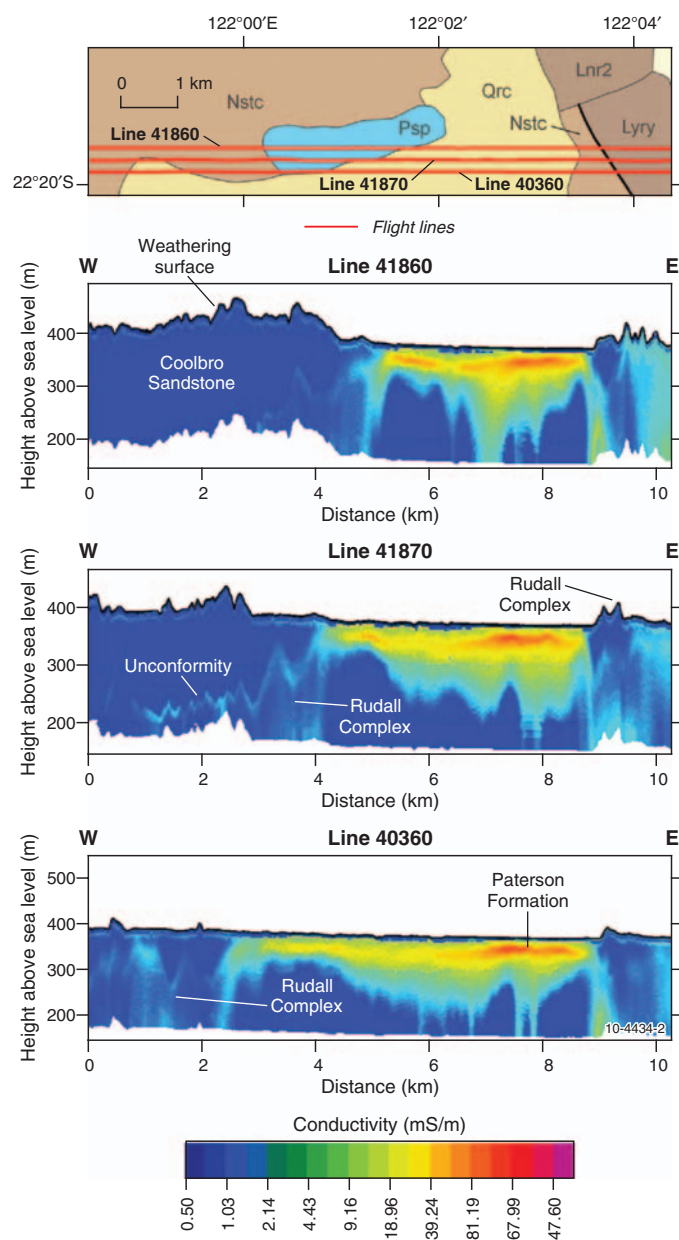 122°00′E 122°02′ 122°04′
0 1 km
Nstc
Line 41860
Psp
Qrc
Nstc
Lnr2
Lyry
22°20′S
Line 41870
Line 40360
Flight lines
W Line 41860 E
Weathering
surface
Height above sea level (m)
400
300
200
Coolbro
Sandstone
0 2 4 6 8 10
Distance (km)
W Line 41870 E
Height above sea level (m)
400
300
200
Unconformity
Rudall
Complex
Rudall
Complex
0 2 4 6 8 10
Distance (km)
W Line 40360 E
Height above sea level (m)
500
400
300
200
Paterson
Formation
Rudall
Complex
10-4434-2
0 2 4 6 8 10
Distance (km)
Conductivity (mS/m)
0.50 1.03 2.14 4.43 9.16 18.96 39.24 81.19 67.99 47.60